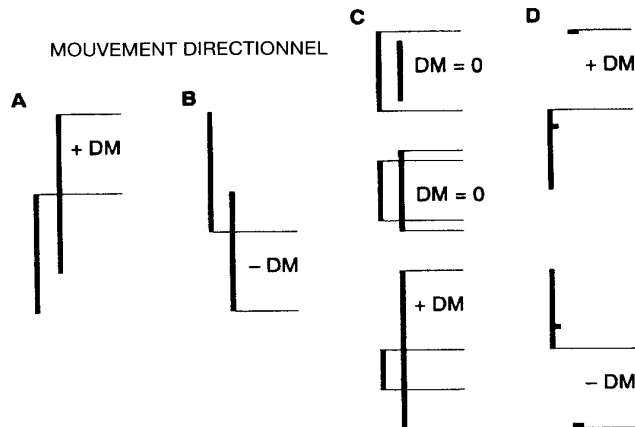 MOUVEMENT DIRECTIONNEL
A
+ DM
B
– DM
C
DM = 0
DM = 0
+ DM
D
+ DM
– DM